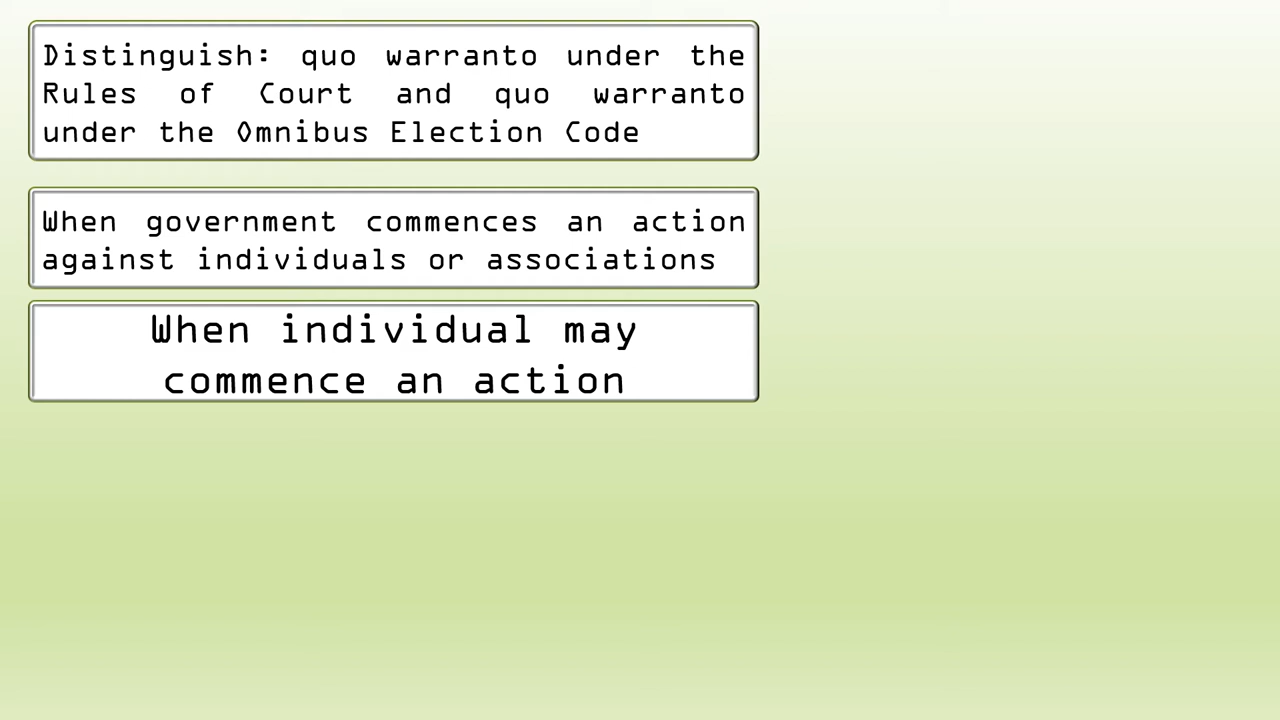 Distinguish: quo warranto under the
Rules of Court and quo warranto
under the Omnibus Election Code
When government commences an action
against individuals or associations
When individual may
commence an action